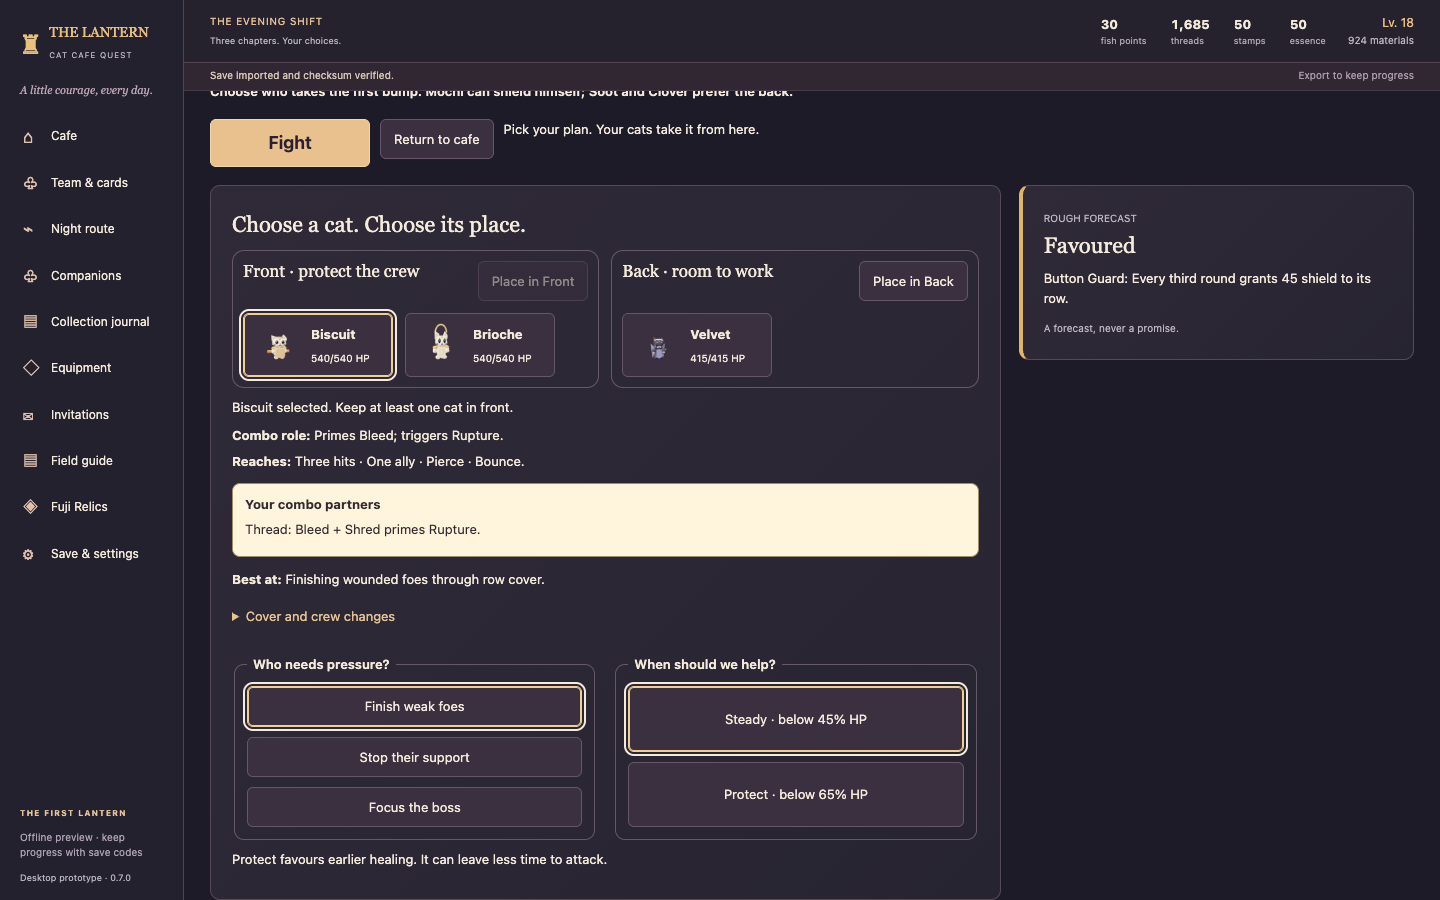 THE LANTERN
CAT CAFE QUEST
A little courage, every day.
Cafe
Team & cards
Night route
Companions
Collection journal
Equipment
Invitations
Field guide
Fuji Relics
Save & settings
THE FIRST LANTERN
Offline preview · keep
progress with save codes
Desktop prototype · 0.7.0
THE EVENING SHIFT
Three chapters. Your choices.
30
fish points
1,685
threads
50
stamps
50
essence
Lv. 18
924 materials
Save imported and checksum verified.
Export to keep progress
Choose who takes the first bump. Mochi can shield himself; Soot and Clover prefer the back.
Fight
Return to cafe
Pick your plan. Your cats take it from here.
Choose a cat. Choose its place.
Front · protect the crew
Place in Front
Biscuit
540/540 HP
Brioche
540/540 HP
Back · room to work
Place in Back
Velvet
415/415 HP
Biscuit selected. Keep at least one cat in front.
Combo role: Primes Bleed; triggers Rupture.
Reaches: Three hits · One ally · Pierce · Bounce.
Your combo partners
Thread: Bleed + Shred primes Rupture.
Best at: Finishing wounded foes through row cover.
Cover and crew changes
Who needs pressure?
Finish weak foes
Stop their support
Focus the boss
When should we help?
Steady · below 45% HP
Protect · below 65% HP
Protect favours earlier healing. It can leave less time to attack.
ROUGH FORECAST
Favoured
Button Guard: Every third round grants 45 shield to its
row.
A forecast, never a promise.